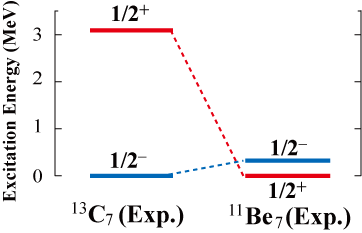 Excitation Energy (MeV)
3
2
1
0
1/2⁺
1/2⁻
1/2⁻
1/2⁺
¹³C₇ (Exp.)
¹¹Be₇ (Exp.)